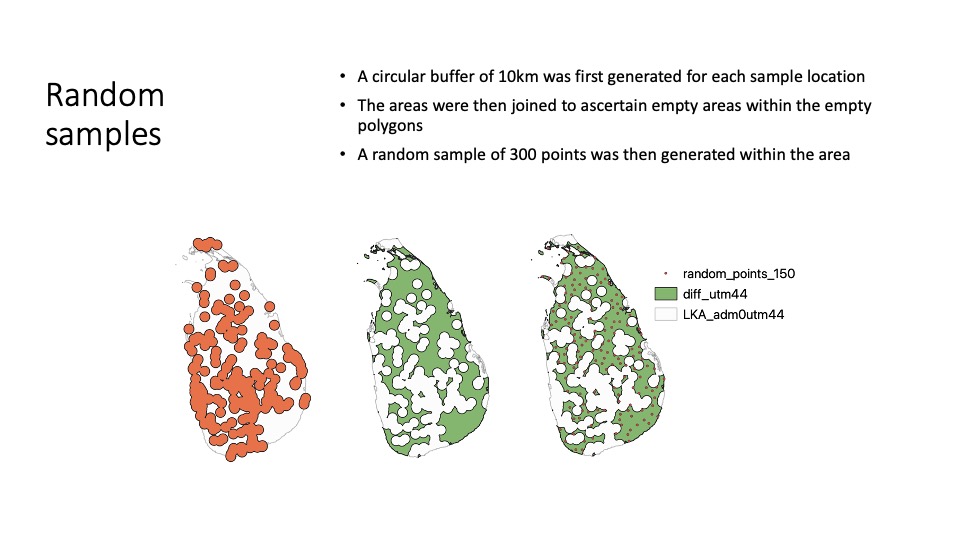 Random
samples
• A circular buffer of 10km was first generated for each sample location
• The areas were then joined to ascertain empty areas within the empty
polygons
• A random sample of 300 points was then generated within the area
random_points_150
diff_utm44
LKA_adm0utm44